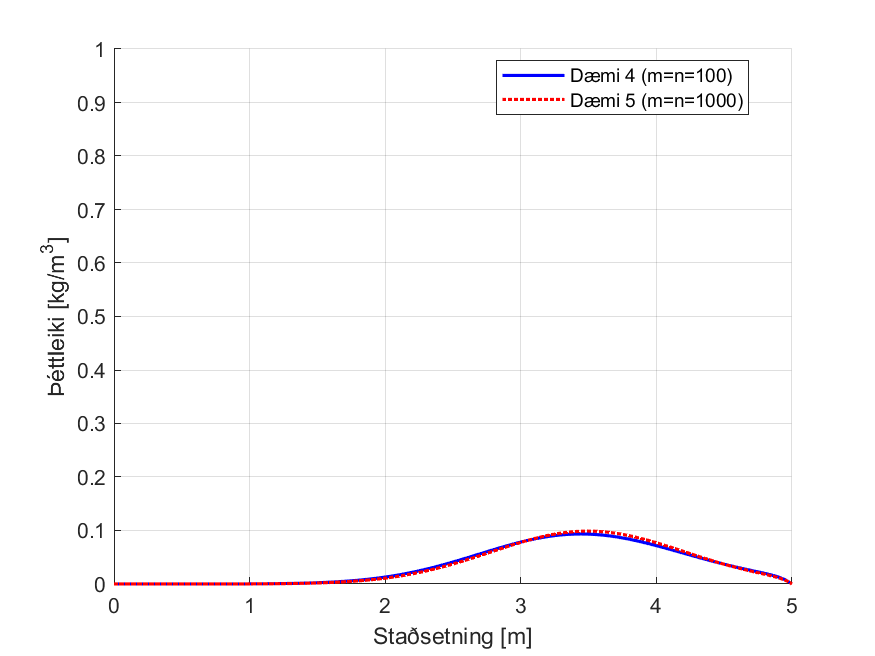 Dæmi 4 (m=n=100)
Dæmi 5 (m=n=1000)
1
0.9
0.8
0.7
0.6
0.5
0.4
0.3
0.2
0.1
0
Þéttleiki [kg/m³]
0 1 2 3 4 5
Staðsetning [m]